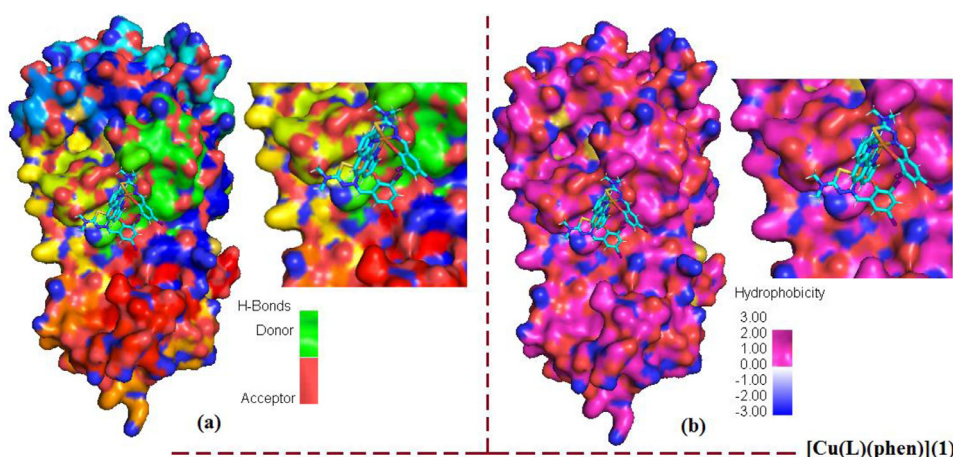 H-Bonds
Donor
Acceptor
(a)
Hydrophobicity
3.00
2.00
1.00
0.00
-1.00
-2.00
-3.00
(b)
[Cu(L)(phen)](1)